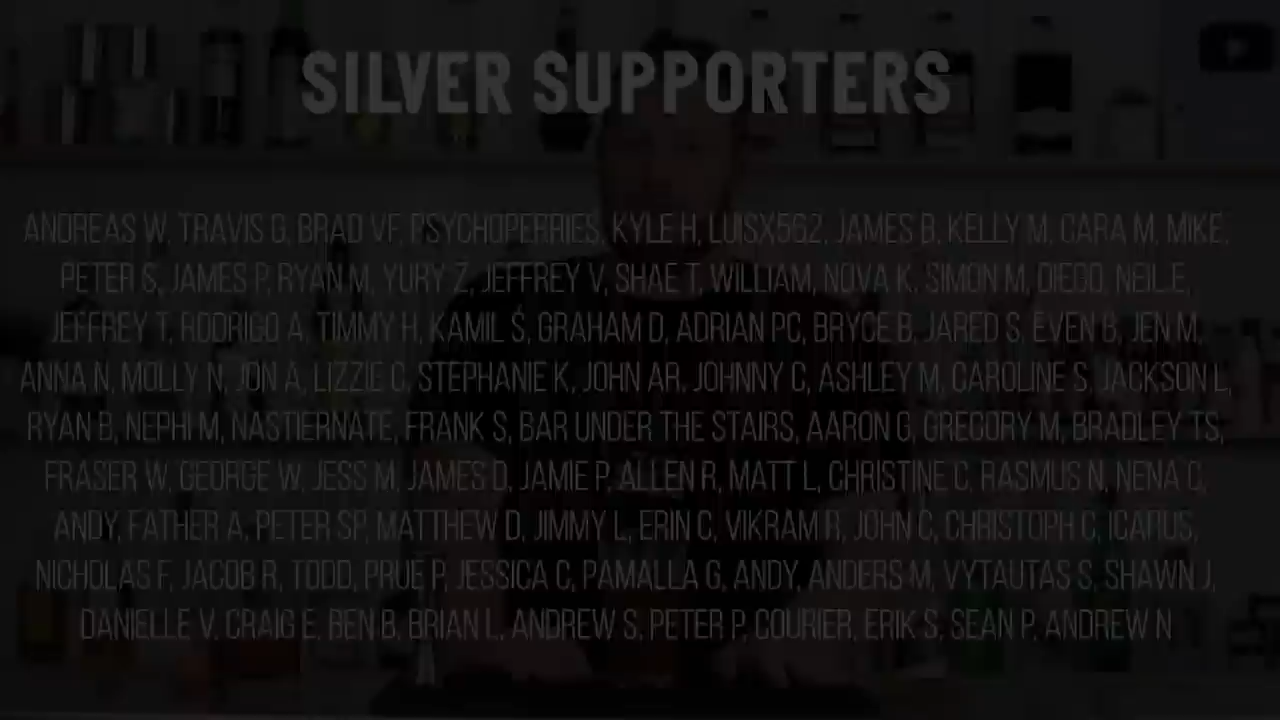 SILVER SUPPORTERS
ANDREAS W, TRAVIS G, BRAD VF, PSYCHOPERRIES, KYLE H, LUISX562, JAMES B, KELLY M, CARA M, MIKE,
PETER S, JAMES P, RYAN M, YURY Z, JEFFREY V, SHAE T, WILLIAM, NOVA K, SIMON M, DIEGO, NEIL E,
JEFFREY T, RODRIGO A, TIMMY H, KAMIL S, GRAHAM D, ADRIAN PC, BRYCE B, JARED S, EVEN B, JEN M,
ANNA N, MOLLY N, JON A, LIZZIE C, STEPHANIE K, JOHN AR, JOHNNY C, ASHLEY M, CAROLINE S, JACKSON L,
RYAN B, NEPHI M, NASTIERNATE, FRANK S, BAR UNDER THE STAIRS, AARON G, GREGORY M, BRADLEY TS,
FRASER W, GEORGE W, JESS M, JAMES D, JAMIE P, ALLEN R, MATT L, CHRISTINE C, RASMUS N, NENA C,
ANDY, FATHER A, PETER SP, MATTHEW D, JIMMY L, ERIN C, VIKRAM R, JOHN C, CHRISTOPH C, ICARUS,
NICHOLAS F, JACOB R, TODD, PRUE P, JESSICA C, PAMALLA G, ANDY, ANDERS M, VYTAUTAS S, SHAWN J,
DANIELLE V, CRAIG E, BEN B, BRIAN L, ANDREW S, PETER P, COURIER, ERIK S, SEAN P, ANDREW N